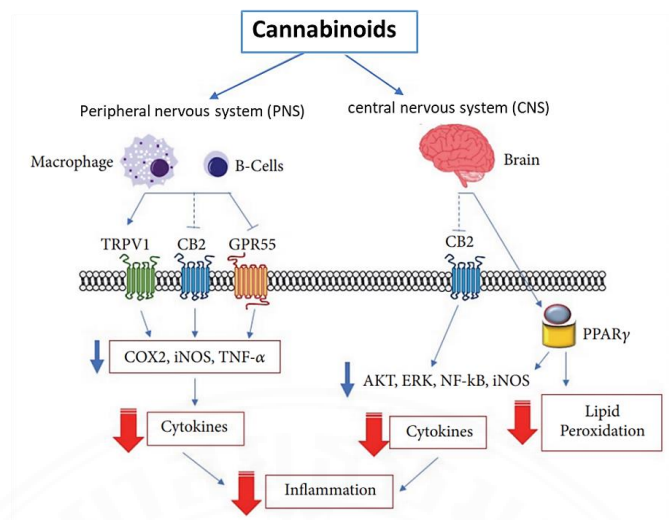 Cannabinoids
Peripheral nervous system (PNS)
central nervous system (CNS)
Macrophage
B-Cells
Brain
TRPV1
CB2
GPR55
CB2
PPARγ
COX2, iNOS, TNF-α
AKT, ERK, NF-kB, iNOS
Cytokines
Cytokines
Lipid
Peroxidation
Inflammation